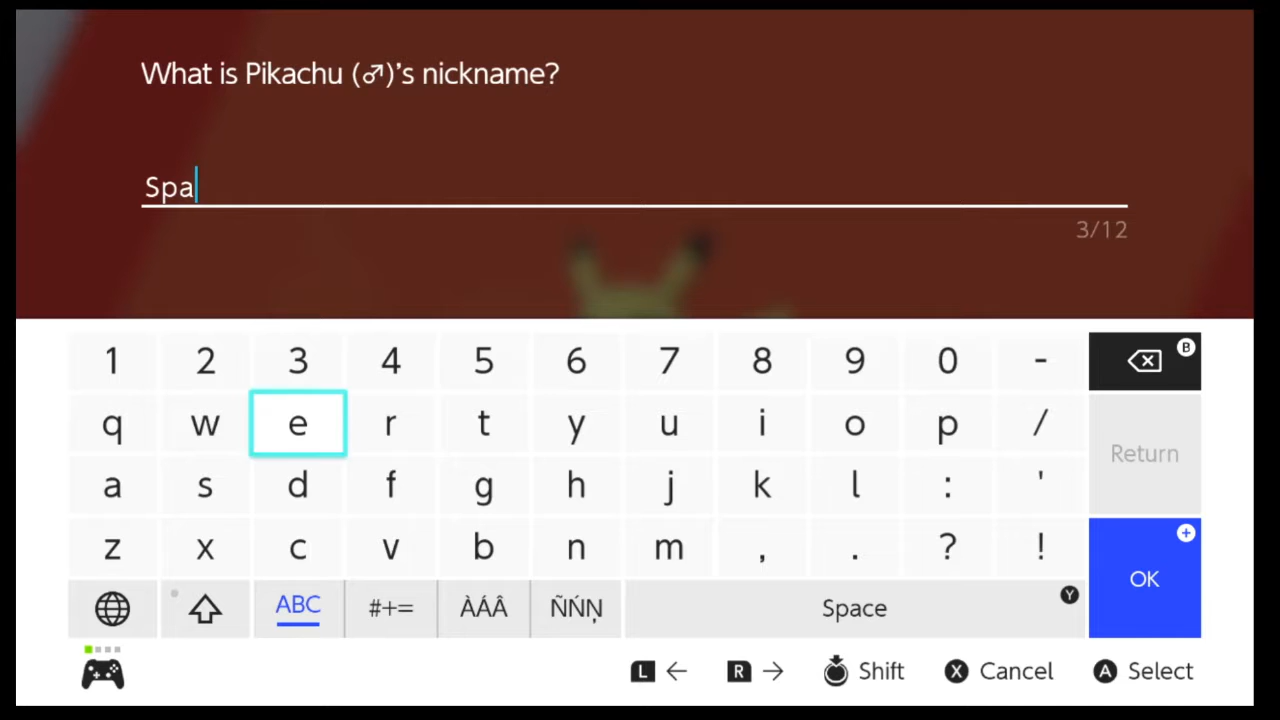 What is Pikachu (♂)'s nickname?
Spa
3/12
1 2 3 4 5 6 7 8 9 0 - B
q w e r t y u i o p / Return
a s d f g h j k l : '
z x c v b n m , . ? ! + OK
ABC #+= ÀÁÂ ÑŃŅ Space Y
L ← R → Shift X Cancel A Select